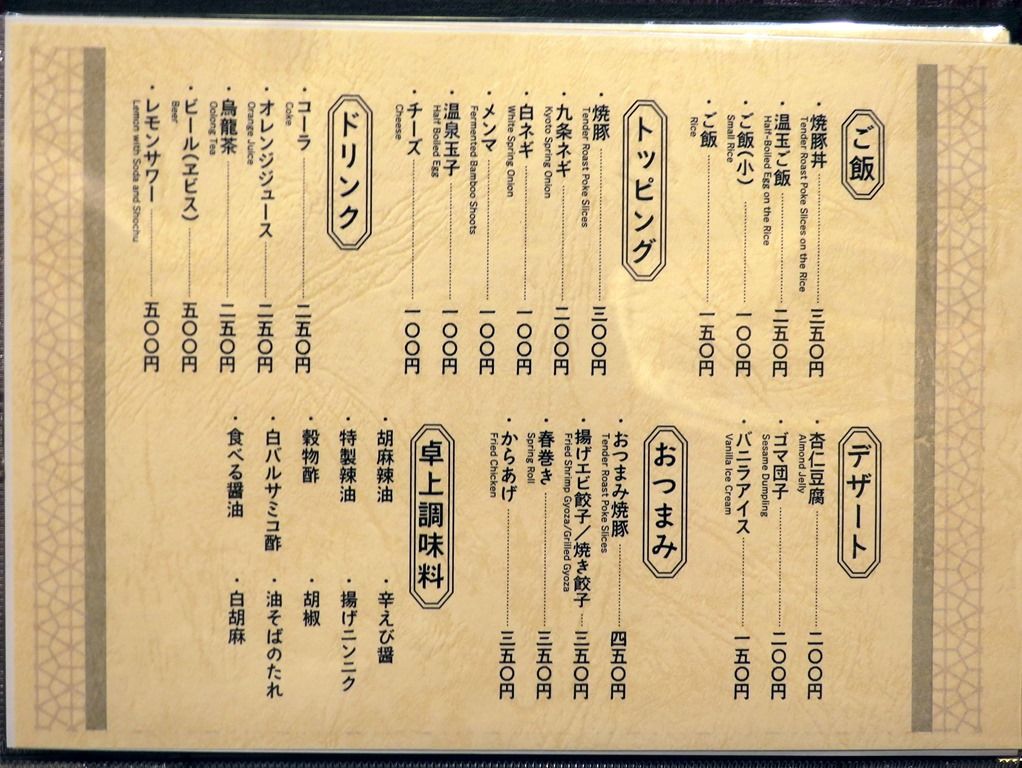 ご飯
・焼豚丼 三五〇円
Tender Roast Poke Slices on the Rice
・温玉ご飯 二五〇円
Half-Boiled Egg on the Rice
・ご飯(小) 一〇〇円
Small Rice
・ご飯 一五〇円
Rice
トッピング
・焼豚 三〇〇円
Tender Roast Poke Slices
・九条ネギ 二〇〇円
Kyoto Spring Onion
・白ネギ 一〇〇円
White Spring Onion
・メンマ 一〇〇円
Fermented Bamboo Shoots
・温泉玉子 一〇〇円
Half Boiled Egg
・チーズ 一〇〇円
Cheese
ドリンク
・コーラ 二五〇円
Coke
・オレンジジュース 二五〇円
Orange Juice
・烏龍茶 二五〇円
Oolong Tea
・ビール(ヱビス) 五〇〇円
Beer
・レモンサワー 五〇〇円
Lemon with Soda and Shochu
デザート
・杏仁豆腐 二〇〇円
Almond Jelly
・ゴマ団子 二〇〇円
Sesame Dumpling
・バニラアイス 一五〇円
Vanilla Ice Cream
おつまみ
・おつまみ焼豚 四五〇円
Tender Roast Poke Slices
・揚げエビ餃子/焼き餃子 三五〇円
Fried Shrimp Gyoza/Grilled Gyoza
・春巻き 三五〇円
Spring Roll
・からあげ 三五〇円
Fried Chicken
卓上調味料
・胡麻辣油 ・辛えび醤
・特製辣油 ・揚げニンニク
・穀物酢 ・胡椒
・白バルサミコ酢 ・油そばのたれ
・食べる醤油 ・白胡麻